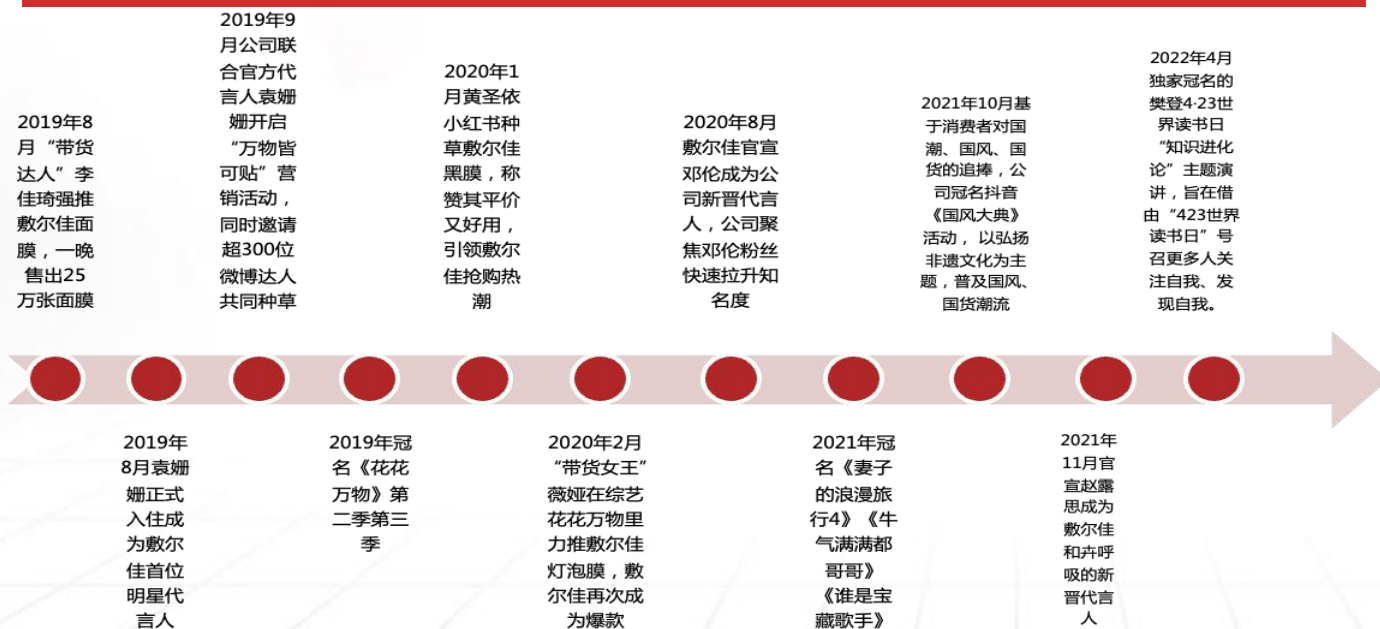 2019年8
月“带货
达人”李
佳琦强推
敷尔佳面
膜，一晚
售出25
万张面膜
2019年
8月袁姗
姗正式
入住成
为敷尔
佳首位
明星代
言人
2019年9
月公司联
合官方代
言人袁姗
姗开启
“万物皆
可贴”营
销活动，
同时邀请
超300位
微博达人
共同种草
2019年冠
名《花花
万物》第
二季第三
季
2020年1
月黄圣依
小红书种
草敷尔佳
黑膜，称
赞其平价
又好用，
引领敷尔
佳抢购热
潮
2020年2月
“带货女王”
薇娅在综艺
花花万物里
力推敷尔佳
灯泡膜，敷
尔佳再次成
为爆款
2020年8月
敷尔佳官宣
邓伦成为公
司新晋代言
人，公司聚
焦邓伦粉丝
快速拉升知
名度
2021年冠
名《妻子
的浪漫旅
行4》《牛
气满满都
哥哥》
《谁是宝
藏歌手》
2021年10月基
于消费者对国
潮、国风、国
货的追捧，公
司冠名抖音
《国风大典》
活动，以弘扬
非遗文化为主
题，普及国风、
国货潮流
2021年
11月官
宣赵露
思成为
敷尔佳
和卉呼
吸的新
晋代言
人
2022年4月
独家冠名的
樊登4·23世
界读书日
“知识进化
论”主题演
讲，旨在借
由“423世界
读书日”号
召更多人关
注自我、发
现自我。